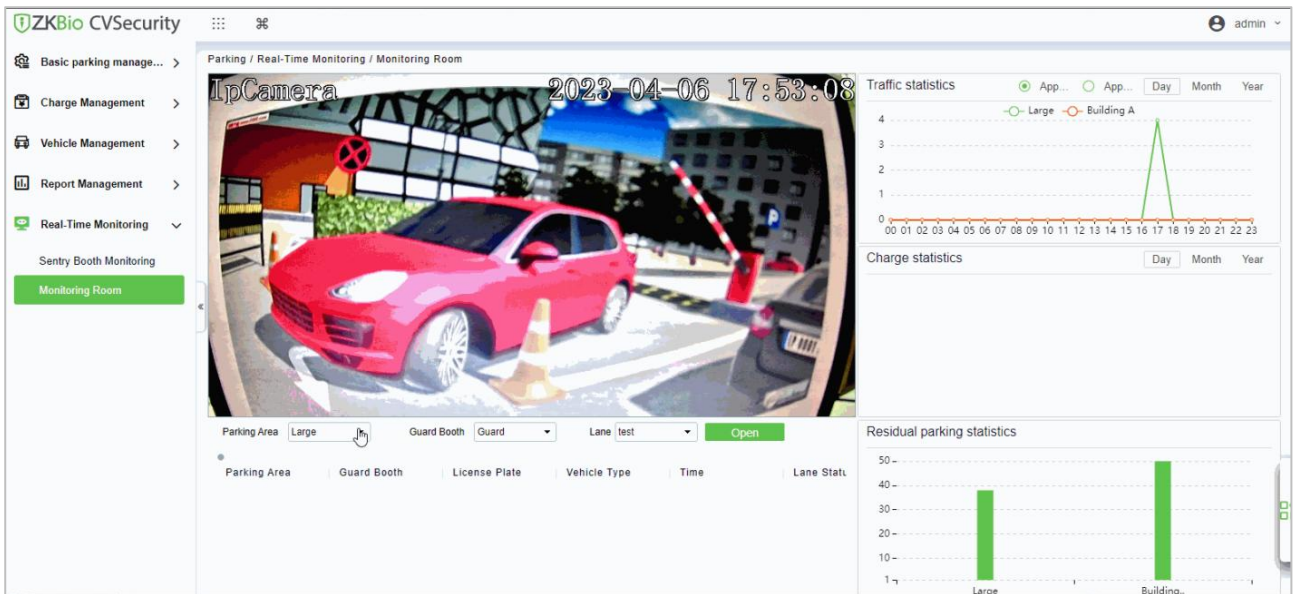 ZKBio CVSecurity
admin
Basic parking manage...
Charge Management
Vehicle Management
Report Management
Real-Time Monitoring
Sentry Booth Monitoring
Monitoring Room
Parking / Real-Time Monitoring / Monitoring Room
IpCamera 2023-04-06 17:53:08
P
Parking Area Large Guard Booth Guard Lane test Open
Parking Area Guard Booth License Plate Vehicle Type Time Lane Statu
Traffic statistics App... App... Day Month Year
Large Building A
4
3
2
1
0
00 01 02 03 04 05 06 07 08 09 10 11 12 13 14 15 16 17 18 19 20 21 22 23
Charge statistics Day Month Year
Residual parking statistics
50
40
30
20
10
1
Large Building..